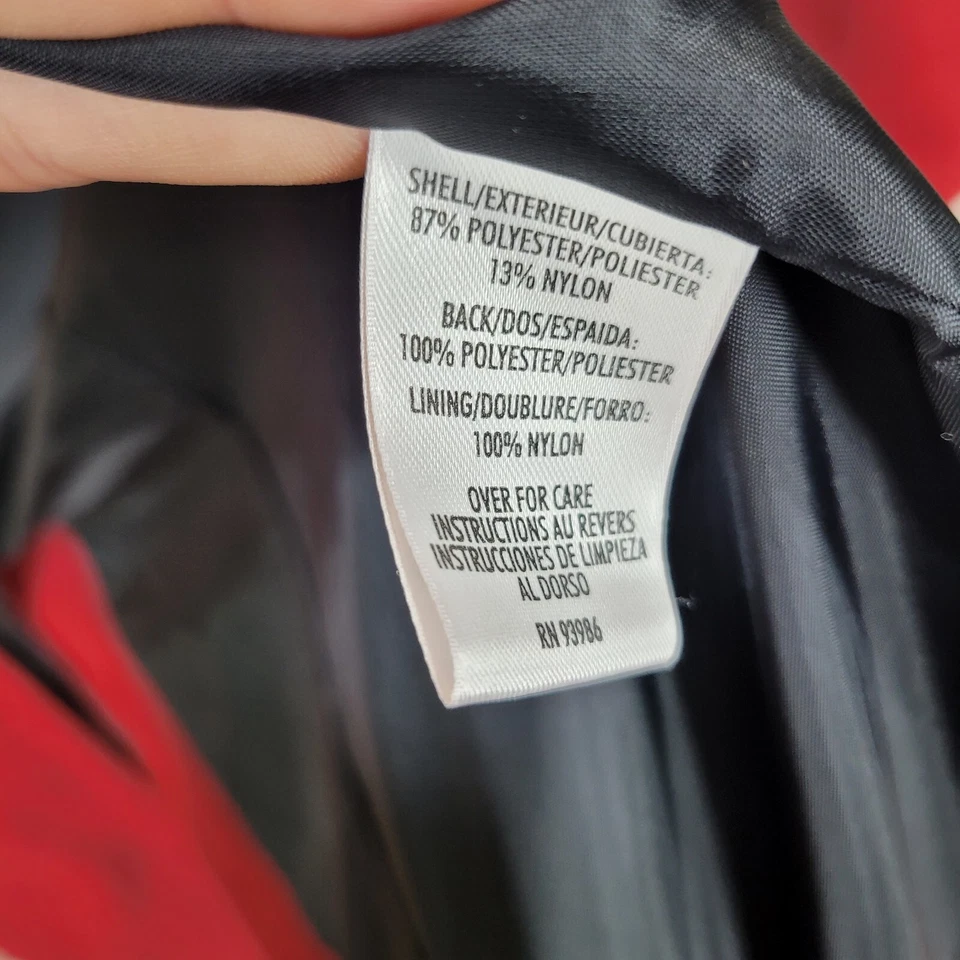 SHELL/EXTERIEUR/CUBIERTA:
87% POLYESTER/POLIESTER
13% NYLON
BACK/DOS/ESPAIDA:
100% POLYESTER/POLIESTER
LINING/DOUBLURE/FORRO:
100% NYLON
OVER FOR CARE
INSTRUCTIONS AU REVERS
INSTRUCCIONES DE LIMPIEZA
AL DORSO
RN 93986